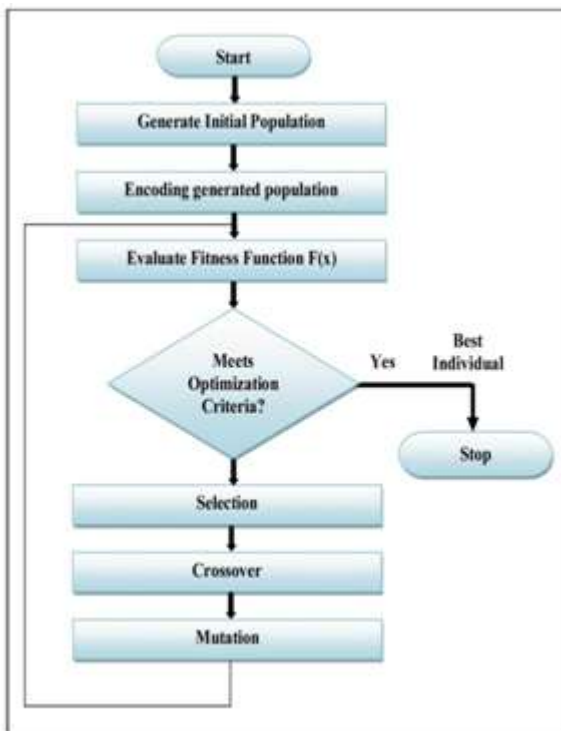 Start
Generate Initial Population
Encoding generated population
Evaluate Fitness Function F(x)
Meets
Optimization
Criteria?
Yes
Best
Individual
Stop
Selection
Crossover
Mutation